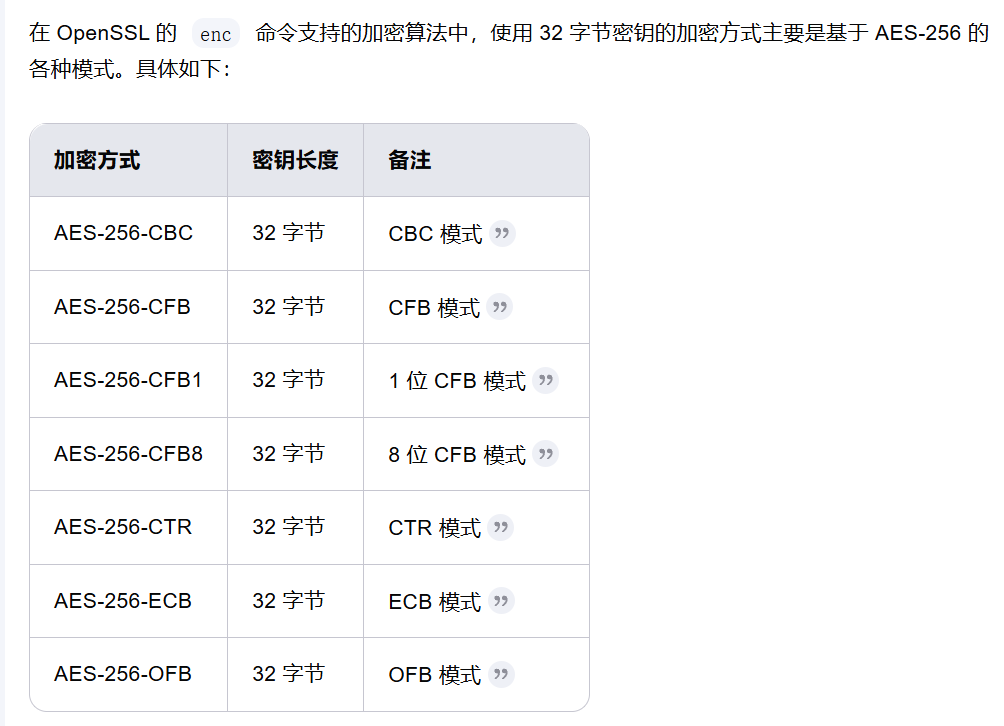 在 OpenSSL 的 enc 命令支持的加密算法中，使用 32 字节密钥的加密方式主要是基于 AES-256 的
各种模式。具体如下：
加密方式 密钥长度 备注
AES-256-CBC 32 字节 CBC 模式 ”
AES-256-CFB 32 字节 CFB 模式 ”
AES-256-CFB1 32 字节 1 位 CFB 模式 ”
AES-256-CFB8 32 字节 8 位 CFB 模式 ”
AES-256-CTR 32 字节 CTR 模式 ”
AES-256-ECB 32 字节 ECB 模式 ”
AES-256-OFB 32 字节 OFB 模式 ”